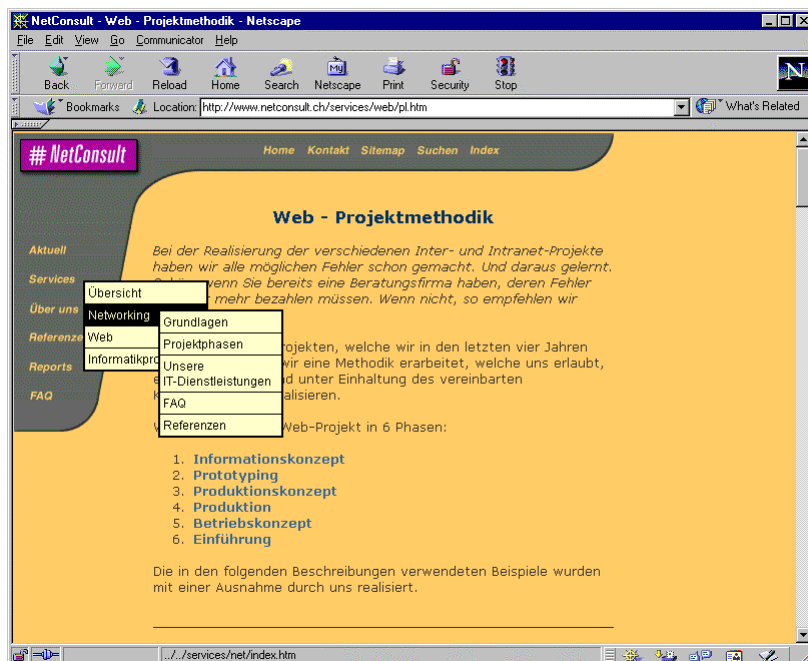 NetConsult - Web - Projektmethodik - Netscape
File Edit View Go Communicator Help
Back Forward Reload Home Search Netscape Print Security Stop
My
N
Bookmarks Location: http://www.netconsult.ch/services/web/pl.htm What's Related
# NetConsult
Home Kontakt Sitemap Suchen Index
Web - Projektmethodik
Aktuell
Services
Über uns
Referenze
Reports
FAQ
Bei der Realisierung der verschiedenen Inter- und Intranet-Projekte
haben wir alle möglichen Fehler schon gemacht. Und daraus gelernt.
wenn Sie bereits eine Beratungsfirma haben, deren Fehler
mehr bezahlen müssen. Wenn nicht, so empfehlen wir
Übersicht
Networking
Web
Informatikpro
Grundlagen
Projektphasen
Unsere
IT-Dienstleistungen
FAQ
Referenzen
ojekten, welche wir in den letzten vier Jahren
wir eine Methodik erarbeitet, welche uns erlaubt,
d unter Einhaltung des vereinbarten
alisieren.
Web-Projekt in 6 Phasen:
1. Informationskonzept
2. Prototyping
3. Produktionskonzept
4. Produktion
5. Betriebskonzept
6. Einführung
Die in den folgenden Beschreibungen verwendeten Beispiele wurden
mit einer Ausnahme durch uns realisiert.
../../services/net/index.htm